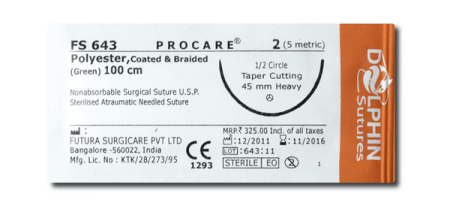 FS 643 PROCARE® 2 (5 metric)
Polyester, Coated & Braided
(Green) 100 cm
1/2 Circle
Taper Cutting
45 mm Heavy
Nonabsorbable Surgical Suture U.S.P.
Sterilised Atraumatic Needled Suture
:
FUTURA SURGICARE PVT LTD
Bangalore -560022, India
Mfg. Lic. No : KTK/28/273/95
CE
1293
MRP:₹ 325.00 Incl. of all taxes
:12/2011 :11/2016
LOT :643:11
STERILE EO 2
1
DOLPHIN
Sutures